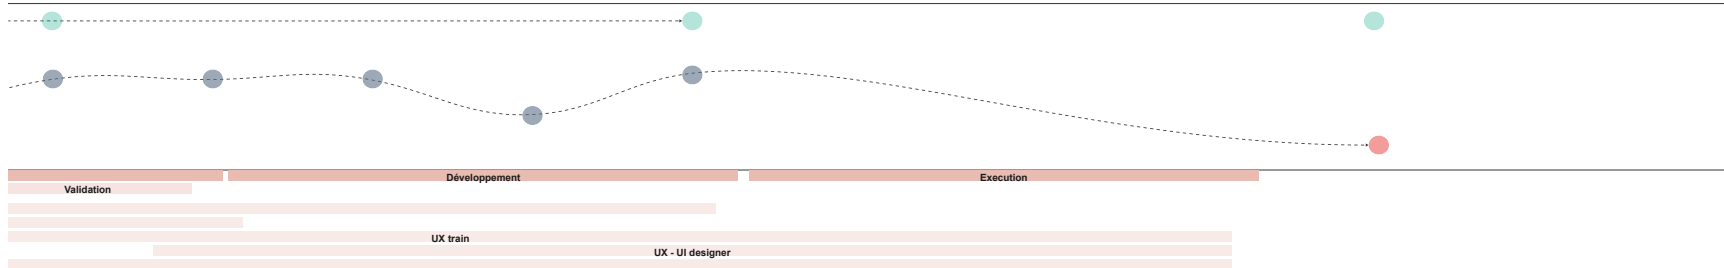 Développement
Execution
Validation
UX train
UX - UI designer